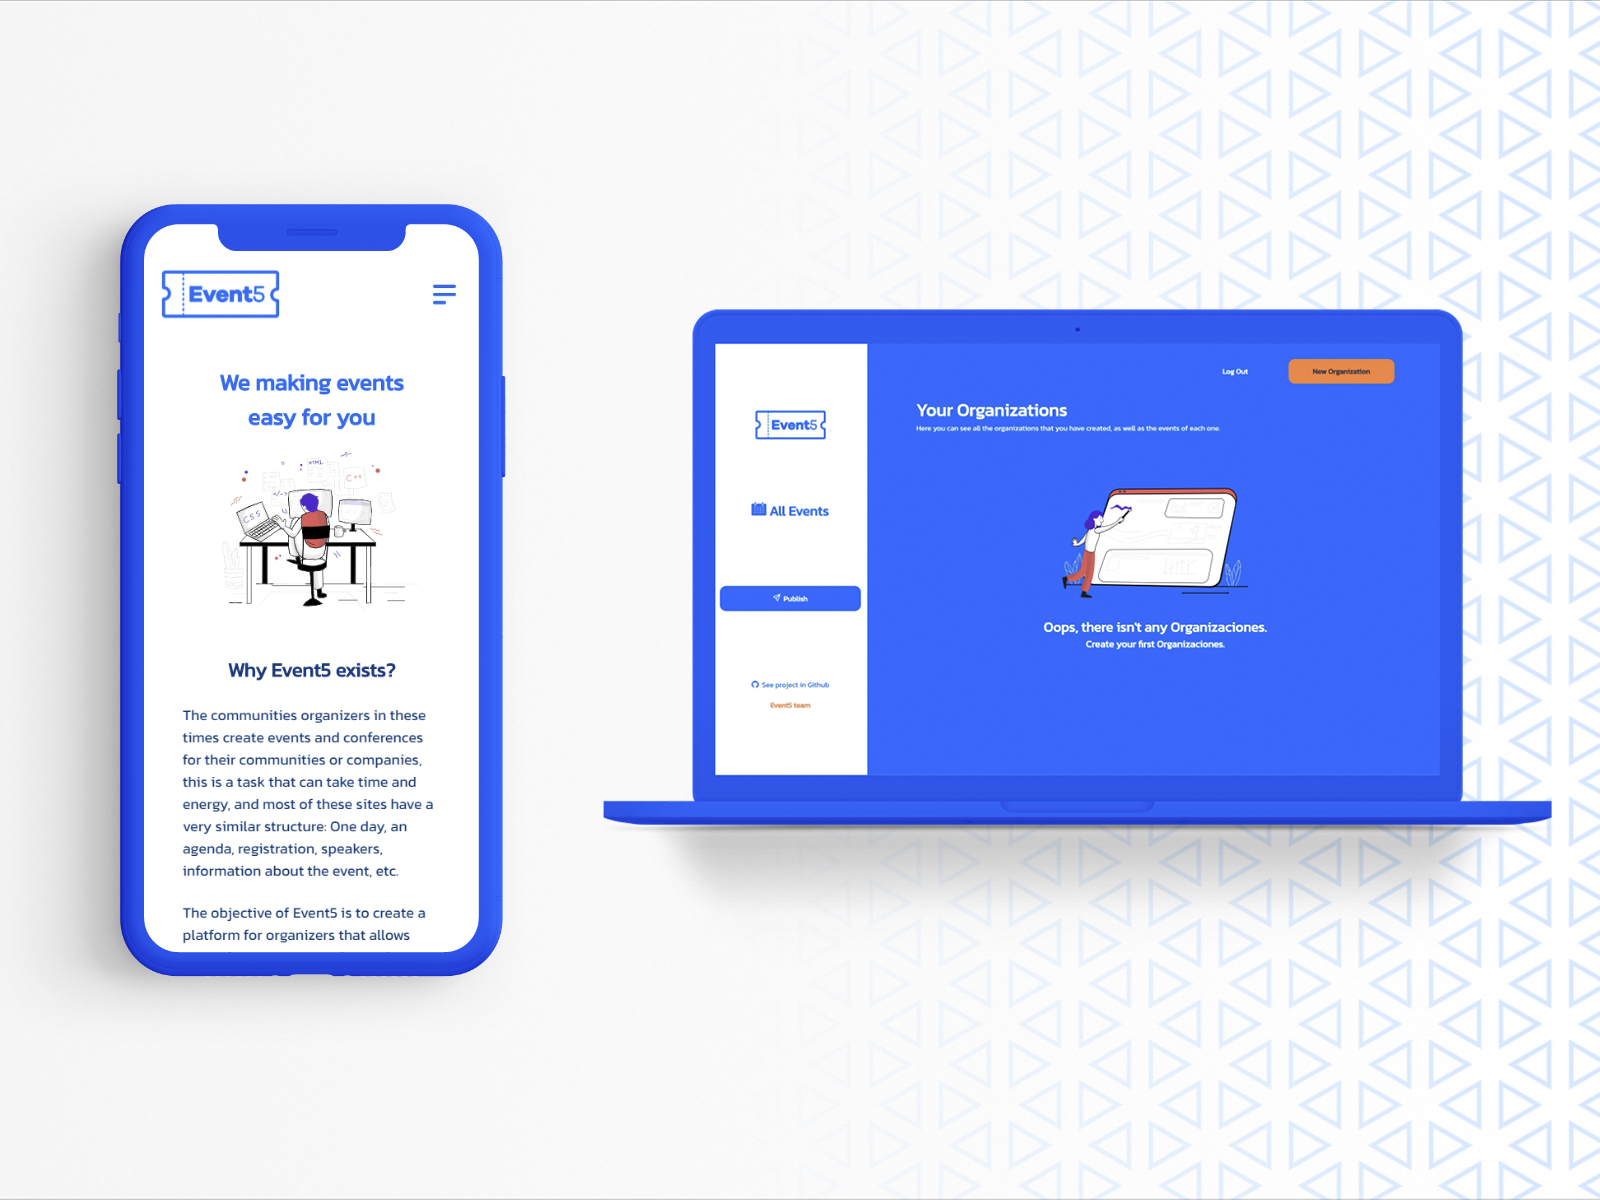 Event5
We making events
easy for you
HTML
C++
CSS
Why Event5 exists?
The communities organizers in these
times create events and conferences
for their communities or companies,
this is a task that can take time and
energy, and most of these sites have a
very similar structure: One day, an
agenda, registration, speakers,
information about the event, etc.
The objective of Event5 is to create a
platform for organizers that allows
Event5
All Events
Publish
See project in Github
Event5 team
Log Out
New Organization
Your Organizations
Here you can see all the organizations that you have created, as well as the events of each one.
Oops, there isn't any Organizaciones.
Create your first Organizaciones.